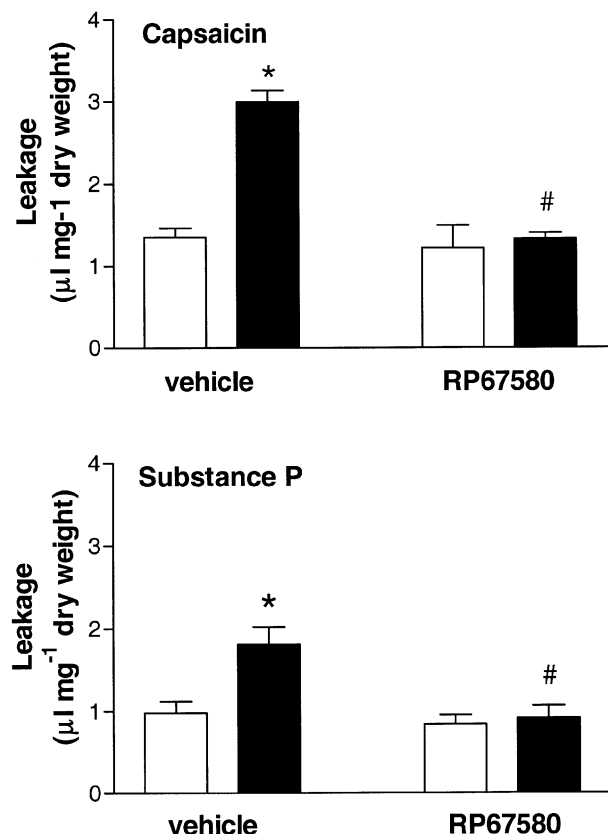 4
Capsaicin
*
3
Leakage
(μl mg-1 dry weight)
2
#
1
0
vehicle
RP67580
4
Substance P
3
Leakage
(μl mg⁻¹ dry weight)
*
2
#
1
0
vehicle
RP67580